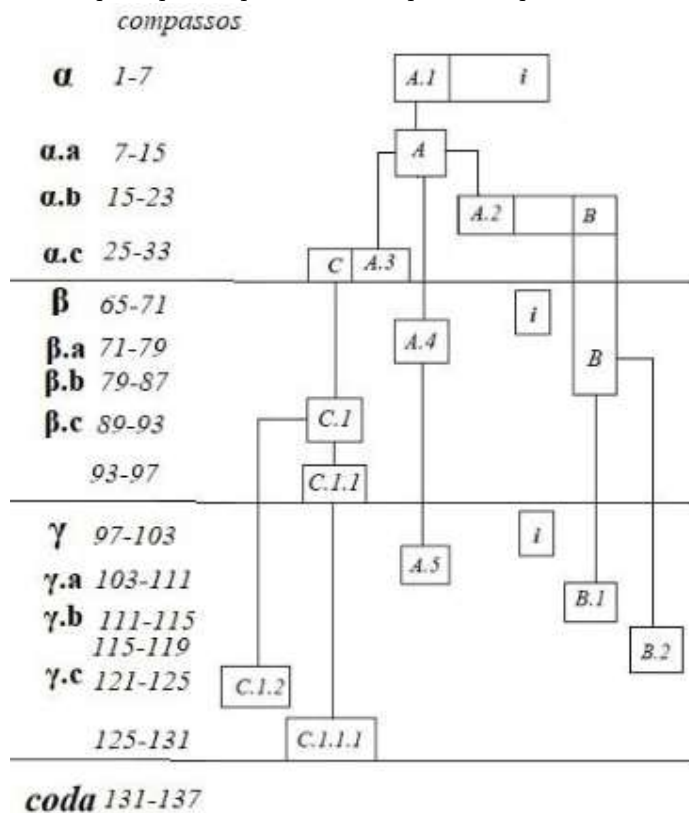 compassos
α 1-7 A.1 i
α.a 7-15 A
α.b 15-23 A.2 B
α.c 25-33 C A.3
β 65-71 i
β.a 71-79 A.4
β.b 79-87 B
β.c 89-93 C.1
93-97 C.1.1
γ 97-103 i
γ.a 103-111 A.5
γ.b 111-115 B.1
115-119 B.2
γ.c 121-125 C.1.2
125-131 C.1.1.1
coda 131-137